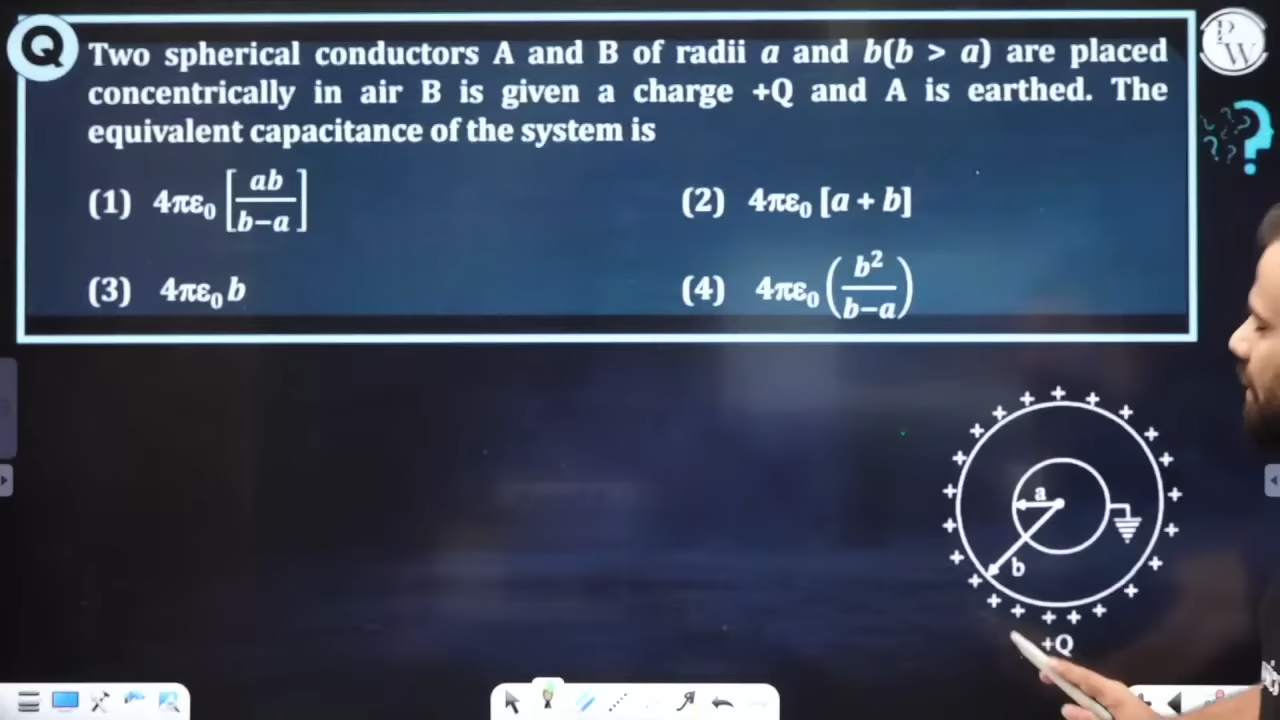 Q
Two spherical conductors A and B of radii a and b(b > a) are placed
concentrically in air B is given a charge +Q and A is earthed. The
equivalent capacitance of the system is
(1) 4πε₀ [ab/b−a]
(2) 4πε₀ [a + b]
(3) 4πε₀ b
(4) 4πε₀ (b²/b−a)
PW
a
b
+Q